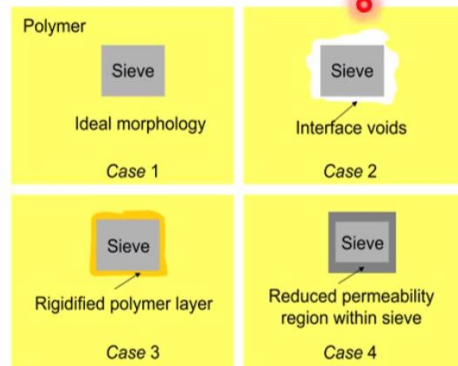 Polymer
Sieve
Ideal morphology
Case 1
Sieve
Interface voids
Case 2
Sieve
Rigidified polymer layer
Case 3
Sieve
Reduced permeability
region within sieve
Case 4